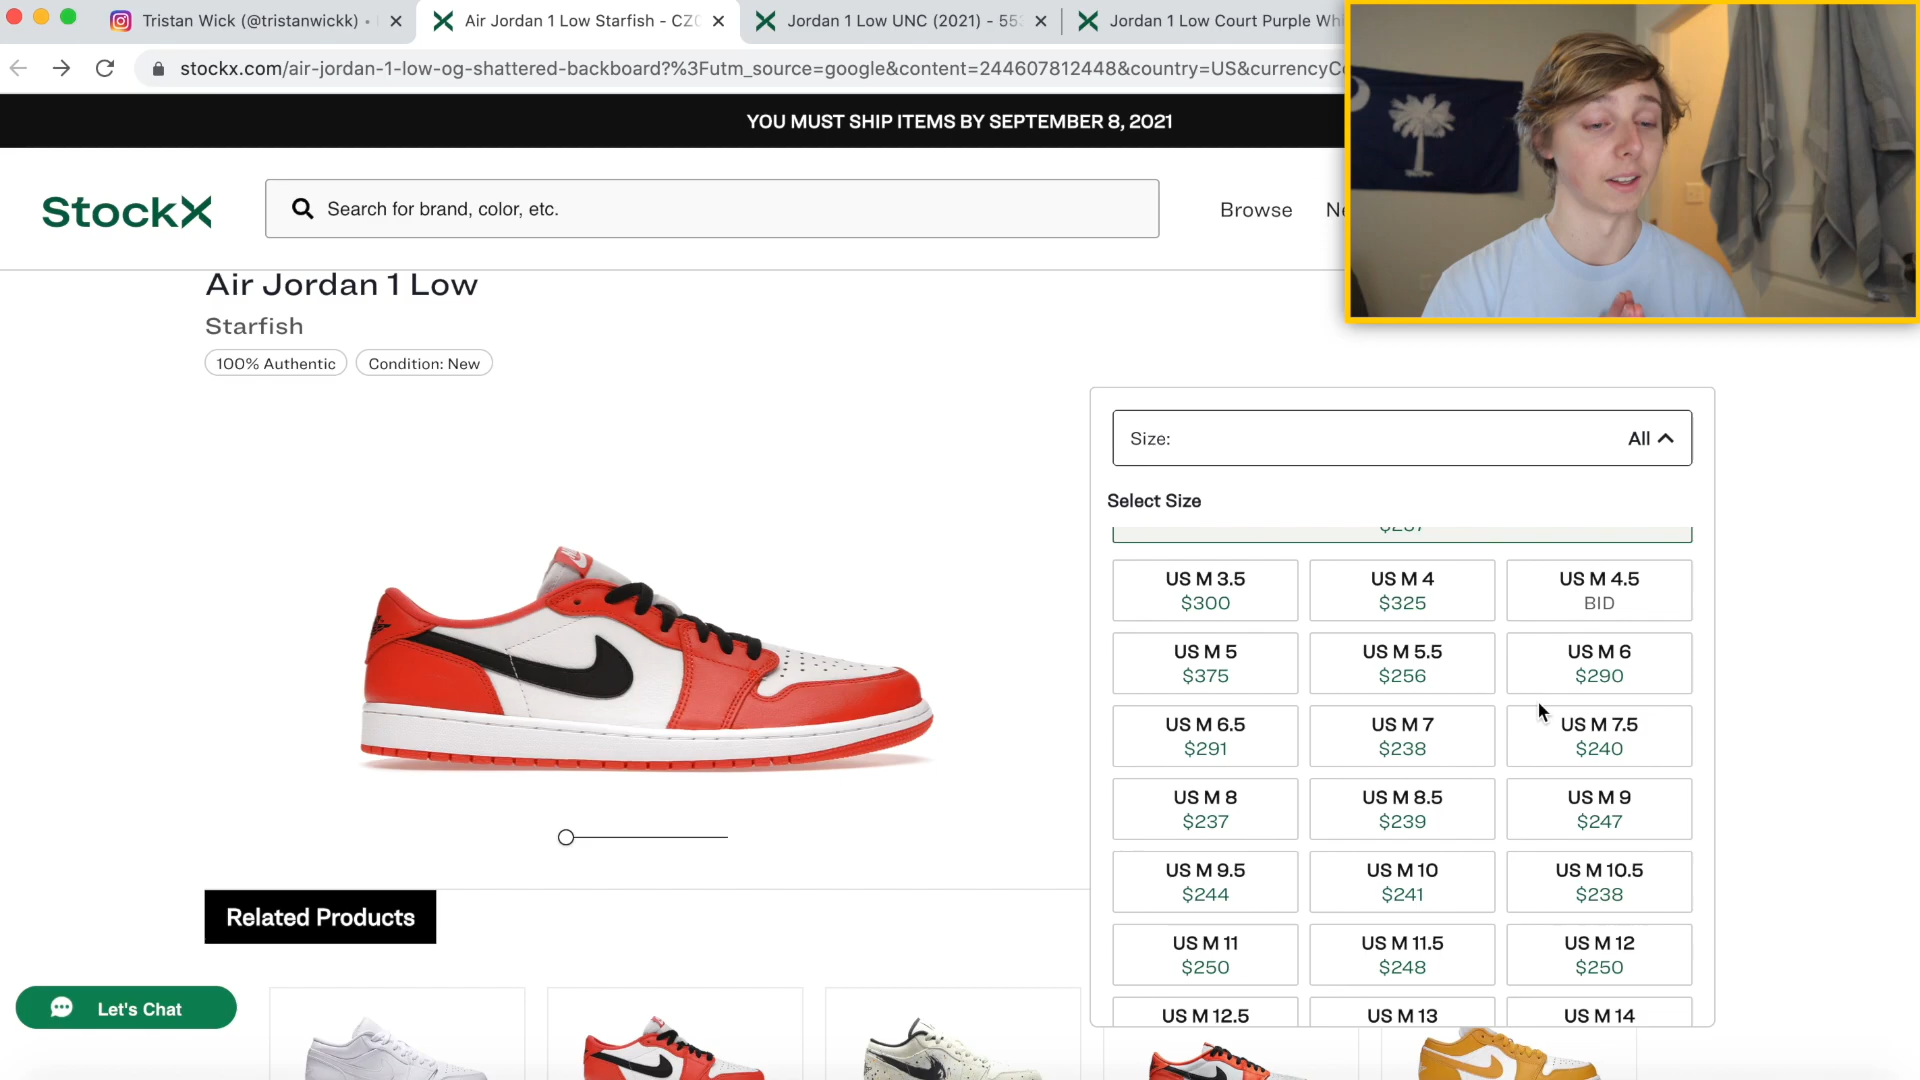 Tristan Wick (@tristanwickk) •
Air Jordan 1 Low Starfish - CZ
Jordan 1 Low UNC (2021) - 55
Jordan 1 Low Court Purple Wh
stockx.com/air-jordan-1-low-og-shattered-backboard?%3Futm_source=google&content=244607812448&country=US&currencyC
YOU MUST SHIP ITEMS BY SEPTEMBER 8, 2021
StockX
Search for brand, color, etc.
Browse
Air Jordan 1 Low
Starfish
100% Authentic
Condition: New
Size:
All
Select Size
US M 3.5
$300
US M 4
$325
US M 4.5
BID
US M 5
$375
US M 5.5
$256
US M 6
$290
US M 6.5
$291
US M 7
$238
US M 7.5
$240
US M 8
$237
US M 8.5
$239
US M 9
$247
US M 9.5
$244
US M 10
$241
US M 10.5
$238
US M 11
$250
US M 11.5
$248
US M 12
$250
US M 12.5
US M 13
US M 14
Related Products
Let's Chat